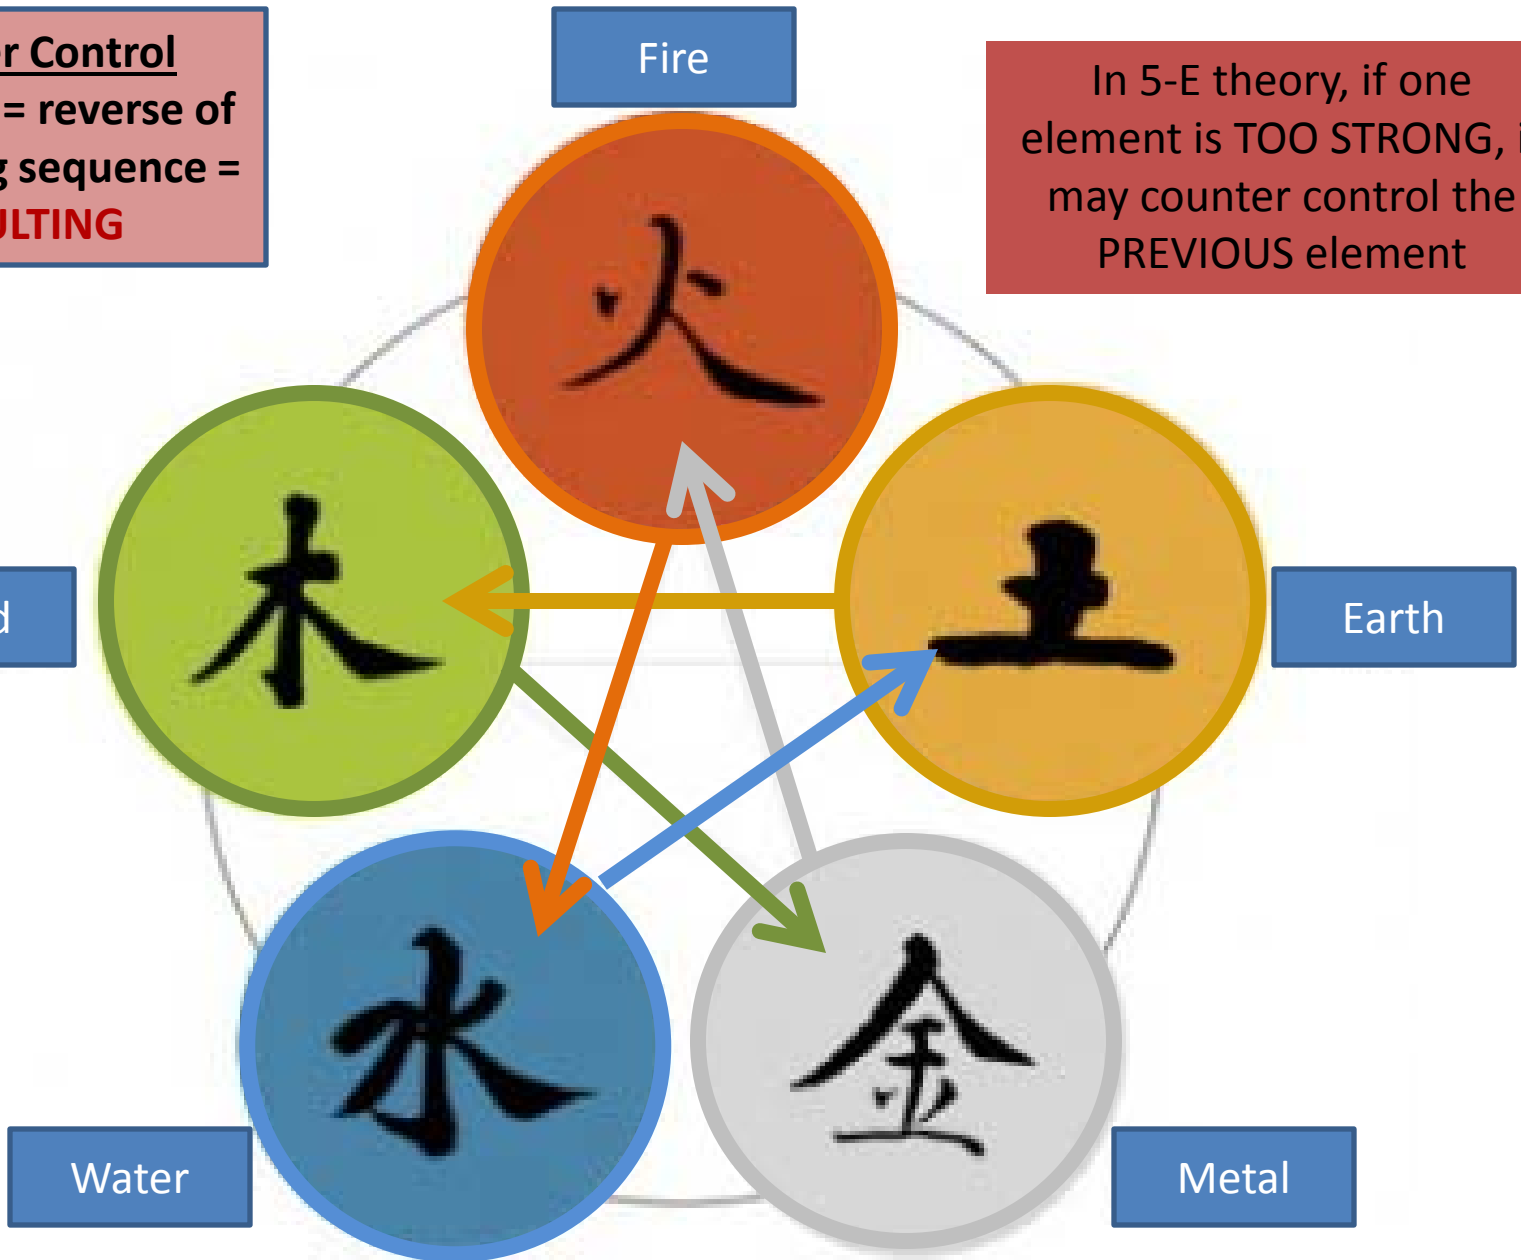 er Control
= reverse of
g sequence =
ULTING
Fire
In 5-E theory, if one
element is TOO STRONG, i
may counter control the
PREVIOUS element
火
木
土
d
Earth
水
金
Water
Metal